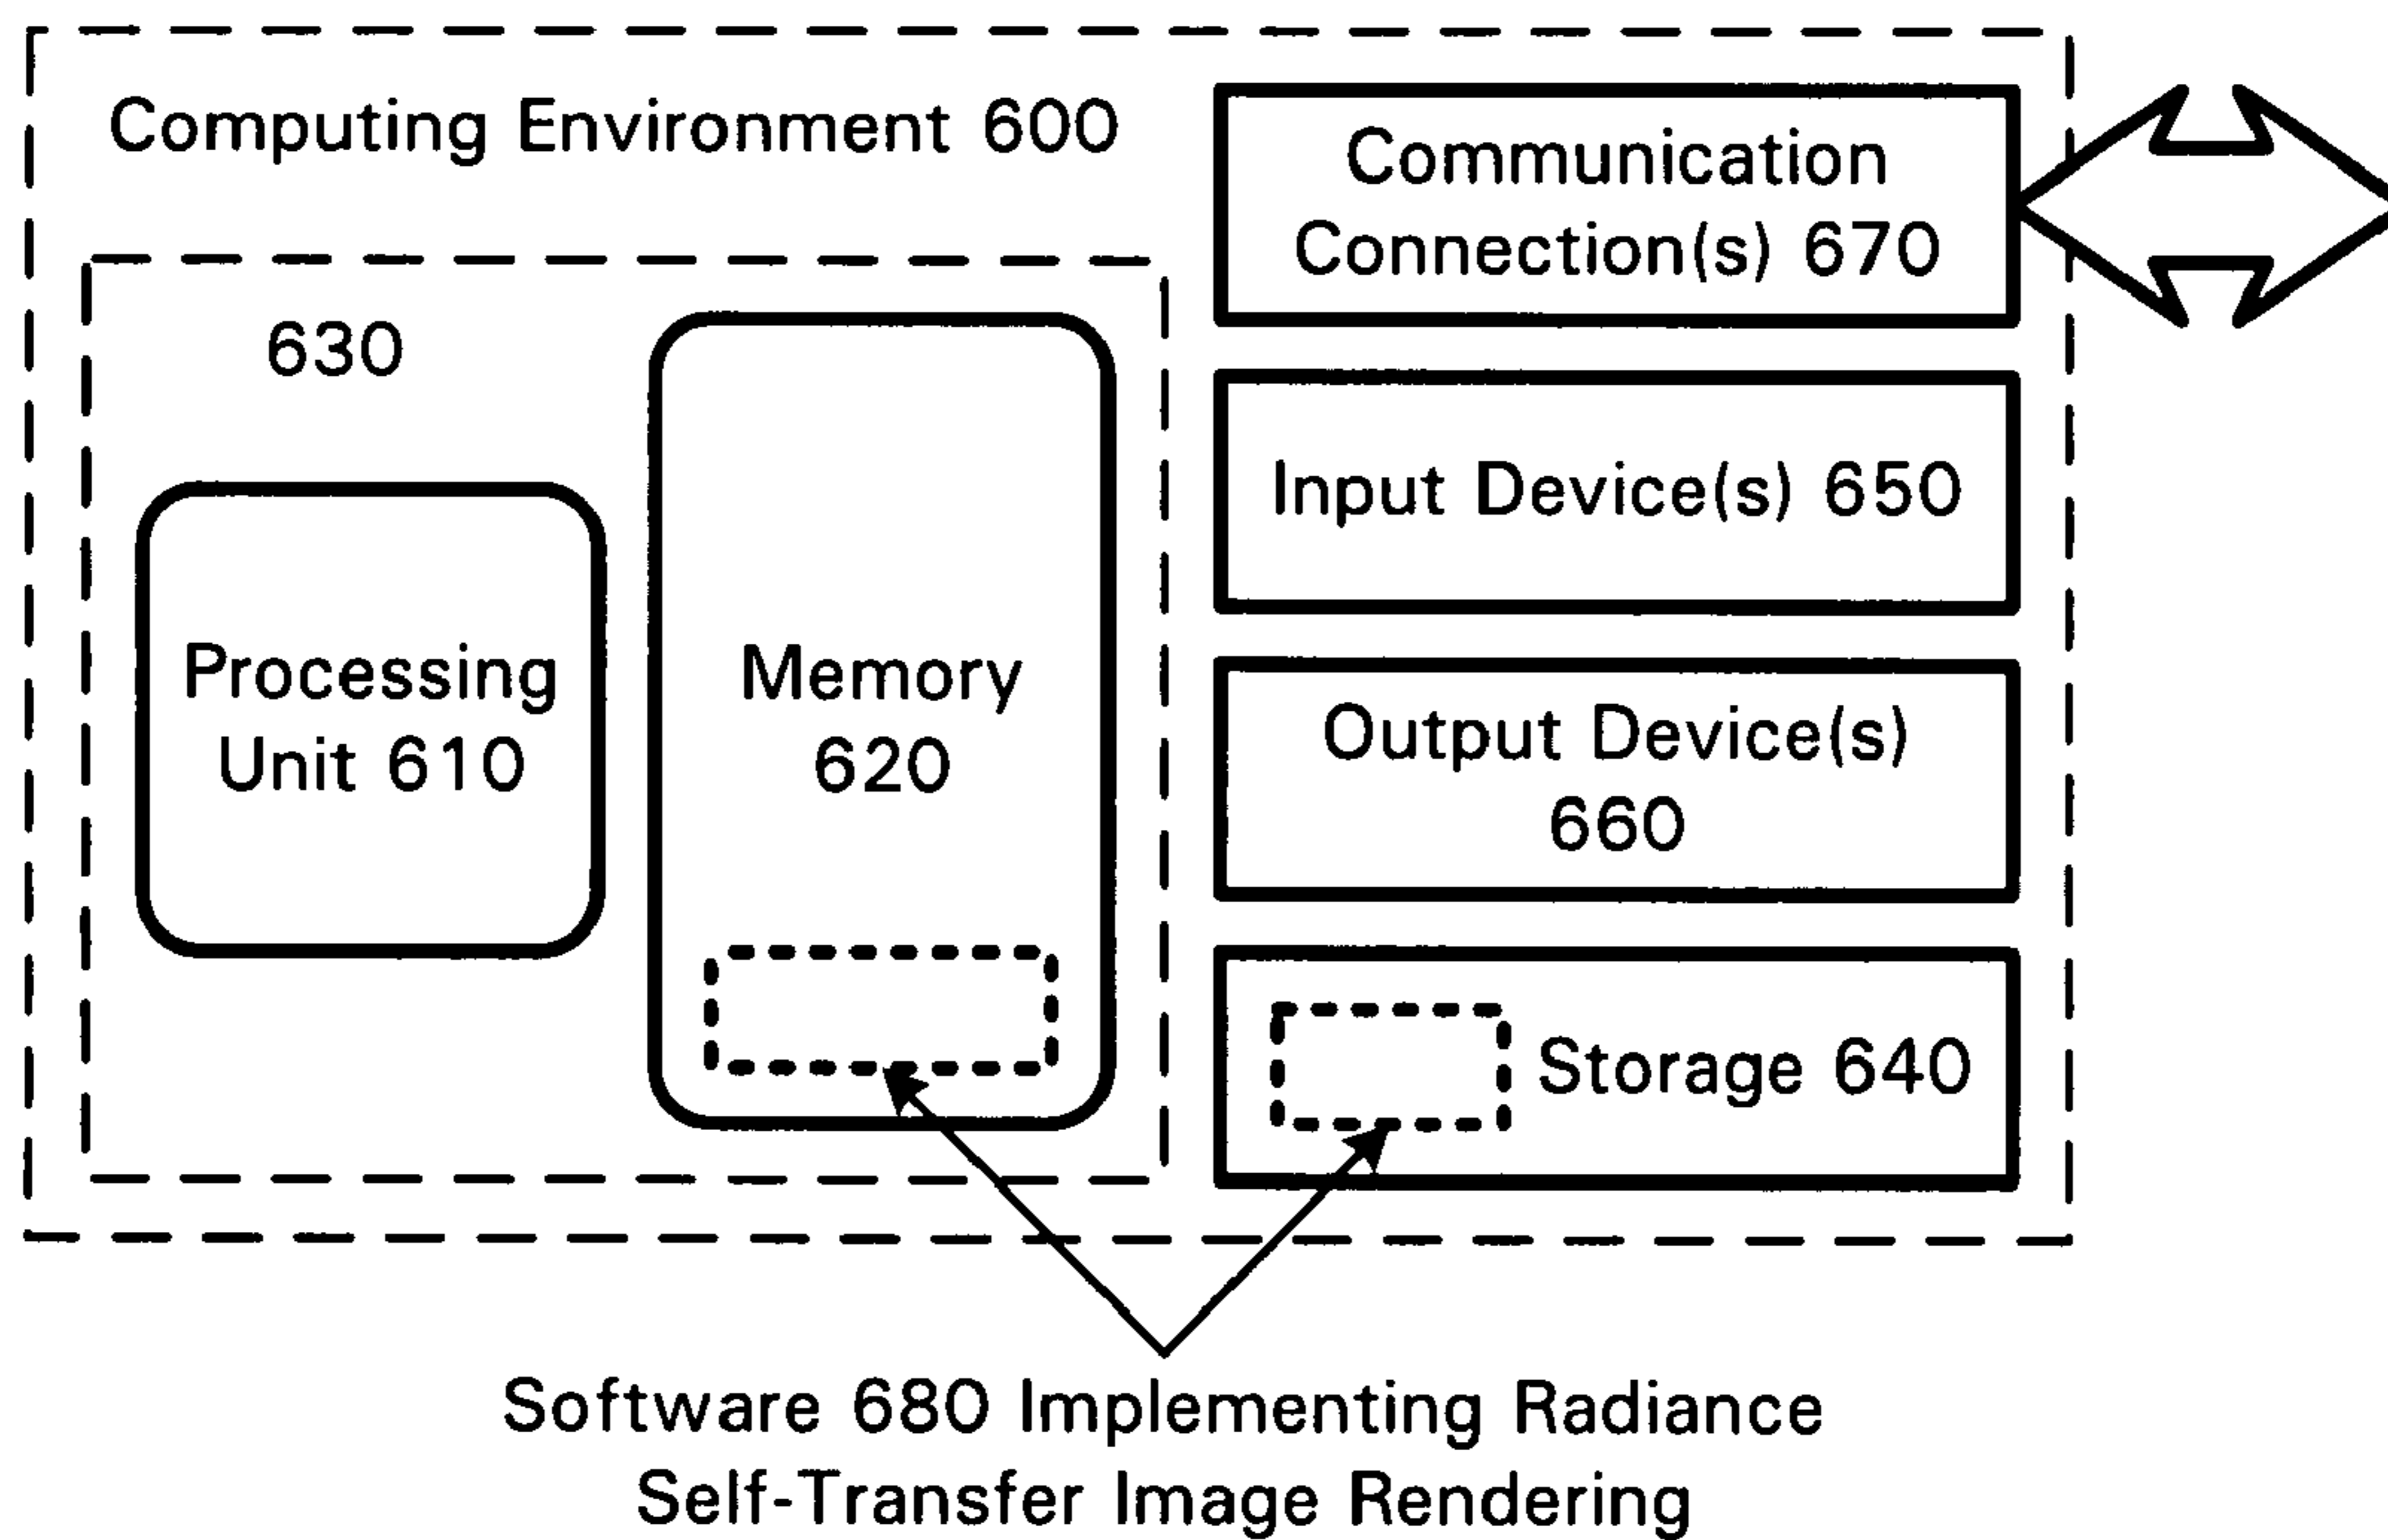 Computing Environment 600
630
Processing
Unit 610
Memory
620
Communication
Connection(s) 670
Input Device(s) 650
Output Device(s)
660
Storage 640
Software 680 Implementing Radiance
Self-Transfer Image Rendering